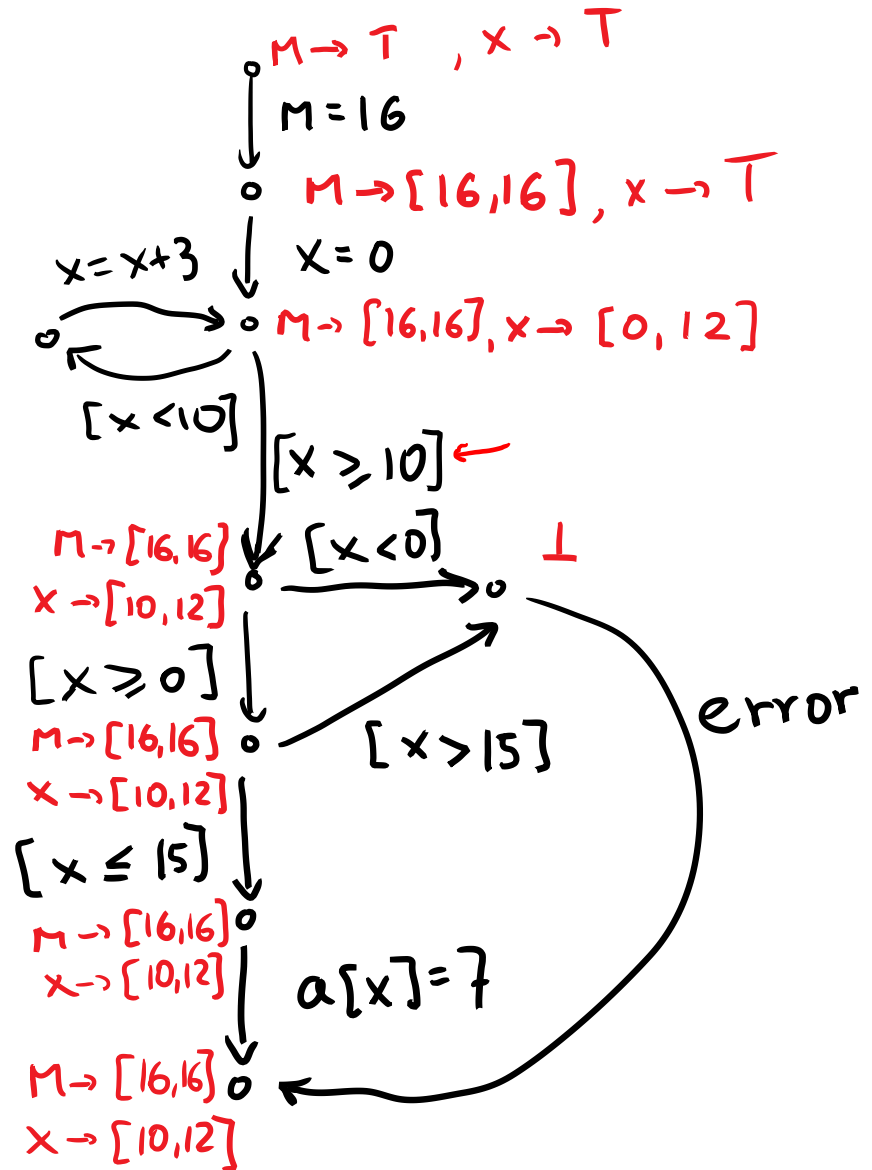 M → T , x → T
M = 16
M → [16,16], x → T
x = 0
x = x+3
M → [16,16], x → [0,12]
[x < 10]
[x ⩾ 10] ←
M → [16,16]
[x < 0]
⊥
x → [10,12]
[x ⩾ 0]
error
M → [16,16]
[x > 15]
x → [10,12]
[x ≤ 15]
M → [16,16]
x → [10,12]
a[x] = 7
M → [16,16]
x → [10,12]